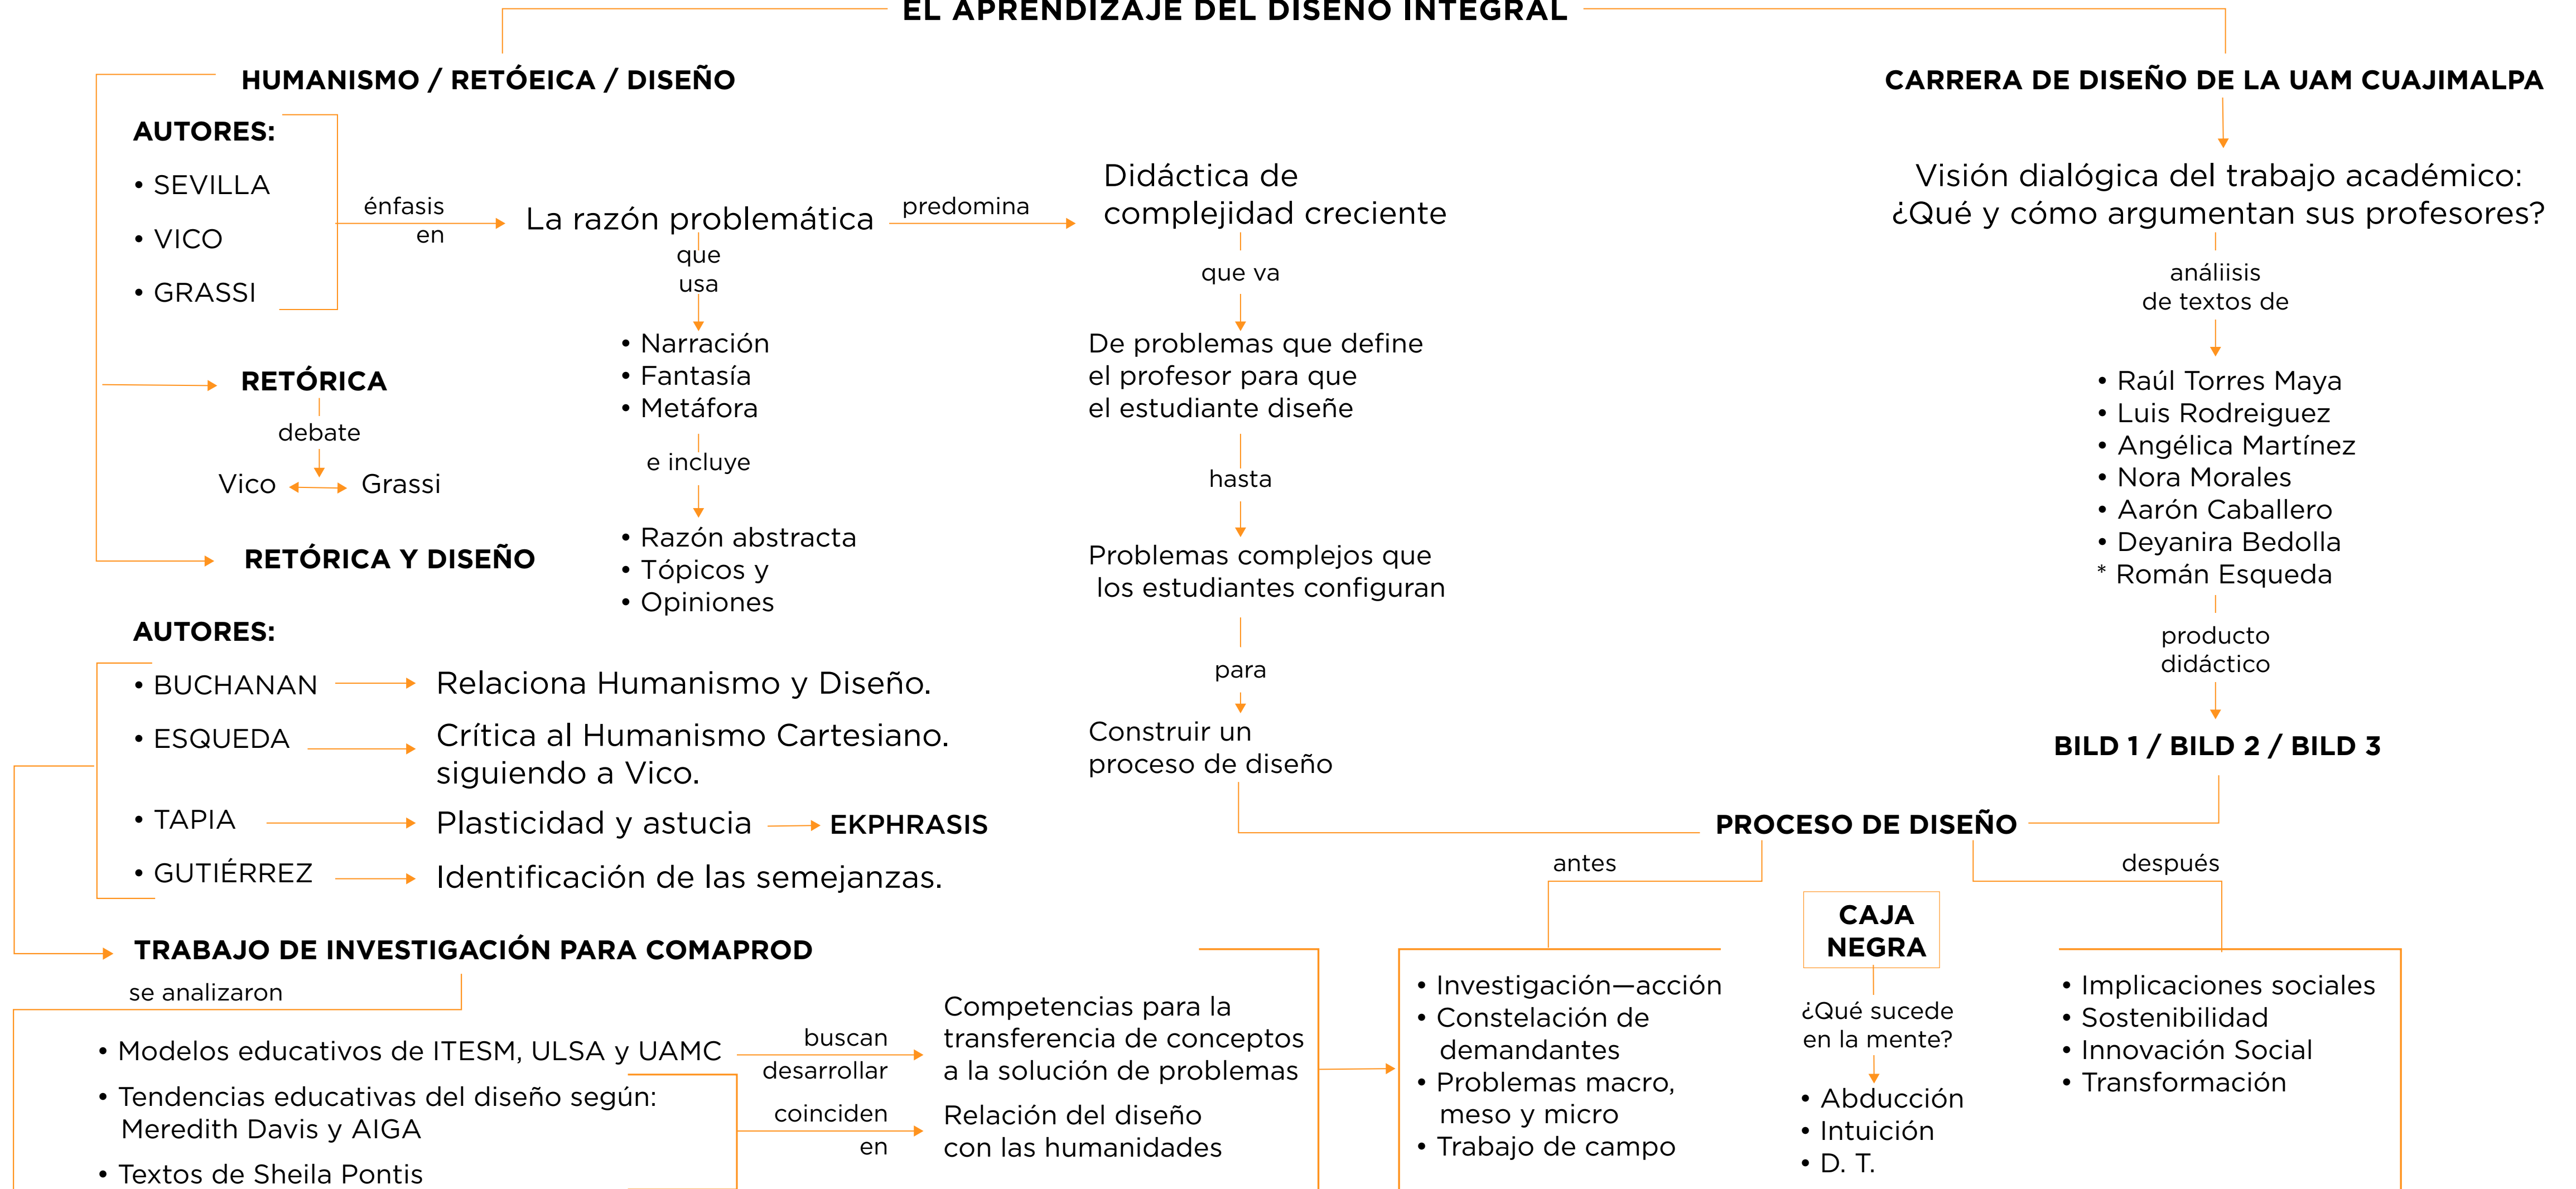 EL APRENDIZAJE DEL DISEÑO INTEGRAL
HUMANISMO / RETÓEICA / DISEÑO
AUTORES:
• SEVILLA
• VICO
• GRASSI
énfasis
en
La razón problemática
predomina
Didáctica de
complejidad creciente
que
usa
• Narración
• Fantasía
• Metáfora
e incluye
• Razón abstracta
• Tópicos y
• Opiniones
que va
De problemas que define
el profesor para que
el estudiante diseñe
hasta
Problemas complejos que
los estudiantes configuran
para
Construir un
proceso de diseño
RETÓRICA
debate
Vico
Grassi
RETÓRICA Y DISEÑO
AUTORES:
• BUCHANAN
Relaciona Humanismo y Diseño.
• ESQUEDA
Crítica al Humanismo Cartesiano.
siguiendo a Vico.
• TAPIA
Plasticidad y astucia
EKPHRASIS
• GUTIÉRREZ
Identificación de las semejanzas.
TRABAJO DE INVESTIGACIÓN PARA COMAPROD
se analizaron
• Modelos educativos de ITESM, ULSA y UAMC
• Tendencias educativas del diseño según:
Meredith Davis y AIGA
• Textos de Sheila Pontis
buscan
desarrollar
Competencias para la
transferencia de conceptos
a la solución de problemas
coinciden
en
Relación del diseño
con las humanidades
CARRERA DE DISEÑO DE LA UAM CUAJIMALPA
Visión dialógica del trabajo académico:
¿Qué y cómo argumentan sus profesores?
análiisis
de textos de
• Raúl Torres Maya
• Luis Rodreiguez
• Angélica Martínez
• Nora Morales
• Aarón Caballero
• Deyanira Bedolla
* Román Esqueda
producto
didáctico
BILD 1 / BILD 2 / BILD 3
PROCESO DE DISEÑO
antes
después
• Investigación—acción
• Constelación de
demandantes
• Problemas macro,
meso y micro
• Trabajo de campo
CAJA
NEGRA
¿Qué sucede
en la mente?
• Abducción
• Intuición
• D. T.
• Implicaciones sociales
• Sostenibilidad
• Innovación Social
• Transformación